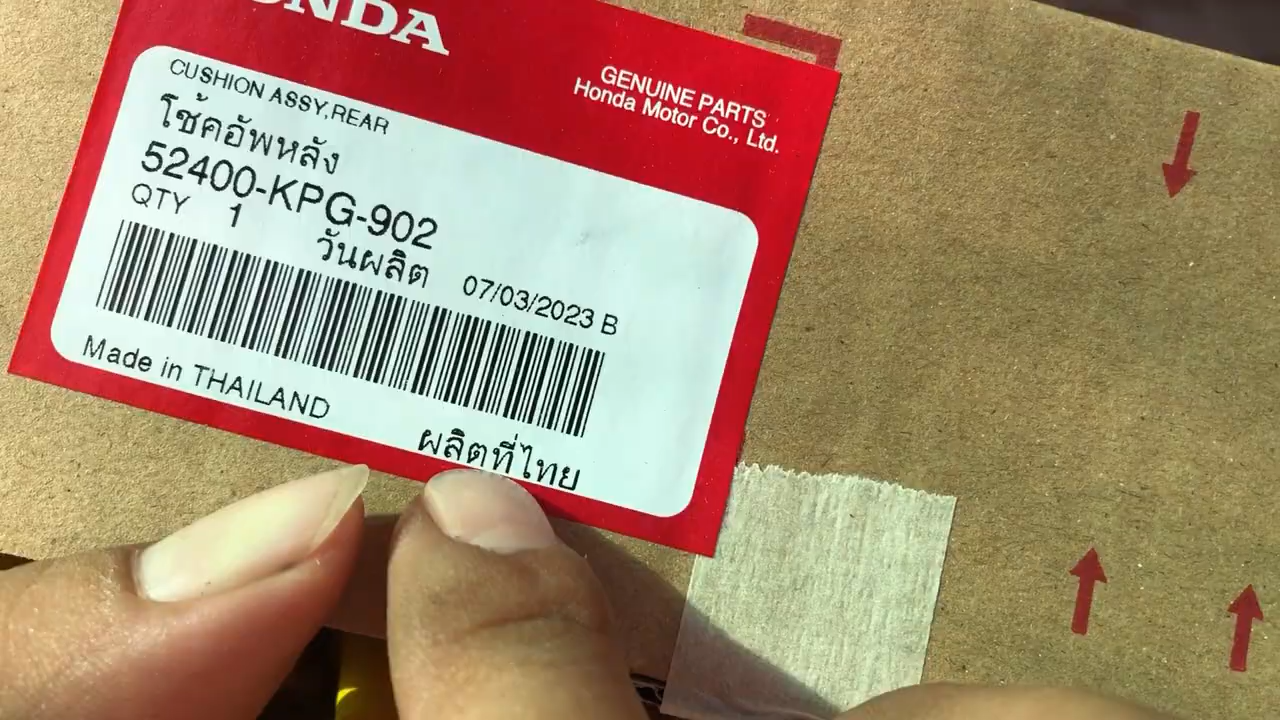 ONDA
GENUINE PARTS
Honda Motor Co., Ltd.
CUSHION ASSY,REAR
โช้คอัพหลัง
52400-KPG-902
QTY 1
วันผลิต 07/03/2023 B
Made in THAILAND
ผลิตที่ไทย